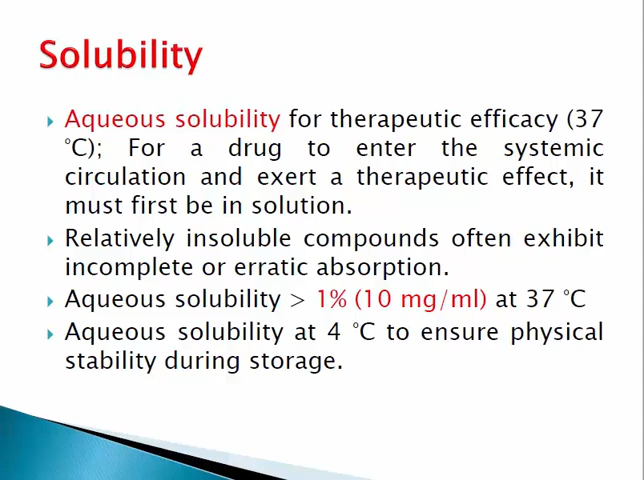 Solubility
Aqueous solubility for therapeutic efficacy (37
°C); For a drug to enter the systemic
circulation and exert a therapeutic effect, it
must first be in solution.
Relatively insoluble compounds often exhibit
incomplete or erratic absorption.
Aqueous solubility > 1% (10 mg/ml) at 37 °C
Aqueous solubility at 4 °C to ensure physical
stability during storage.